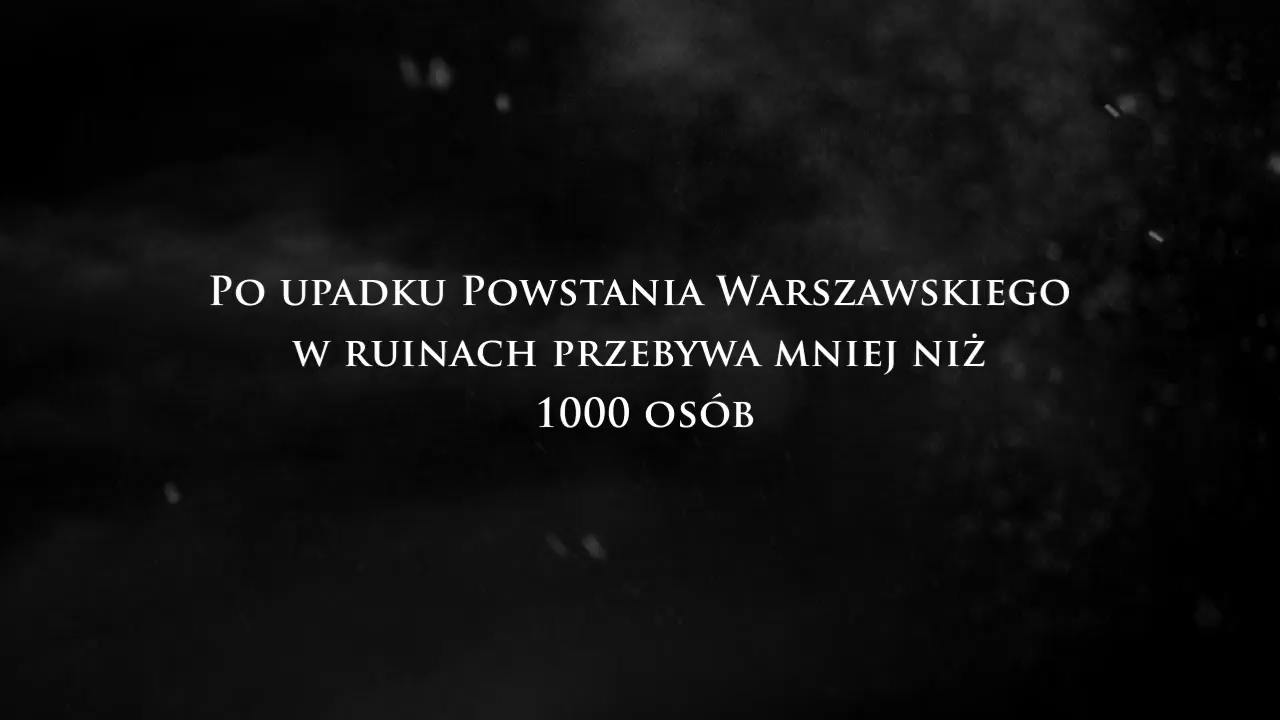 Po upadku Powstania Warszawskiego
w ruinach przebywa mniej niż
1000 osób